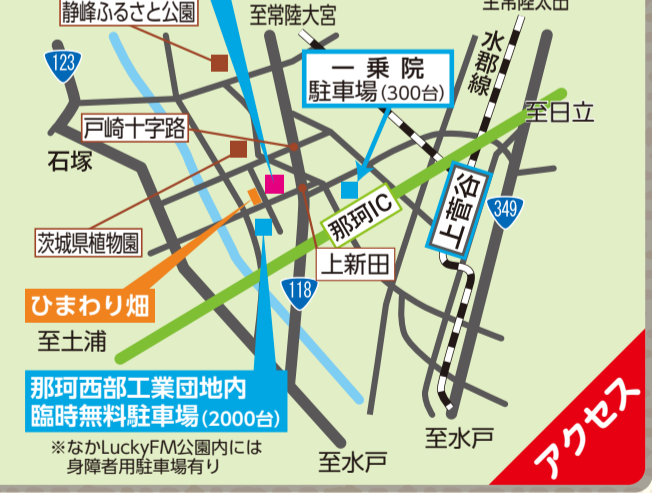 静峰ふるさと公園
至常陸大宮
至常陸太田
123
水郡線
一乗院
駐車場(300台)
至日立
戸崎十字路
石塚
上菅谷
349
那珂IC
茨城県植物園
上新田
118
ひまわり畑
至土浦
那珂西部工業団地内
臨時無料駐車場(2000台)
※なかLuckyFM公園内には
身障者用駐車場有り
至水戸
至水戸
アクセス